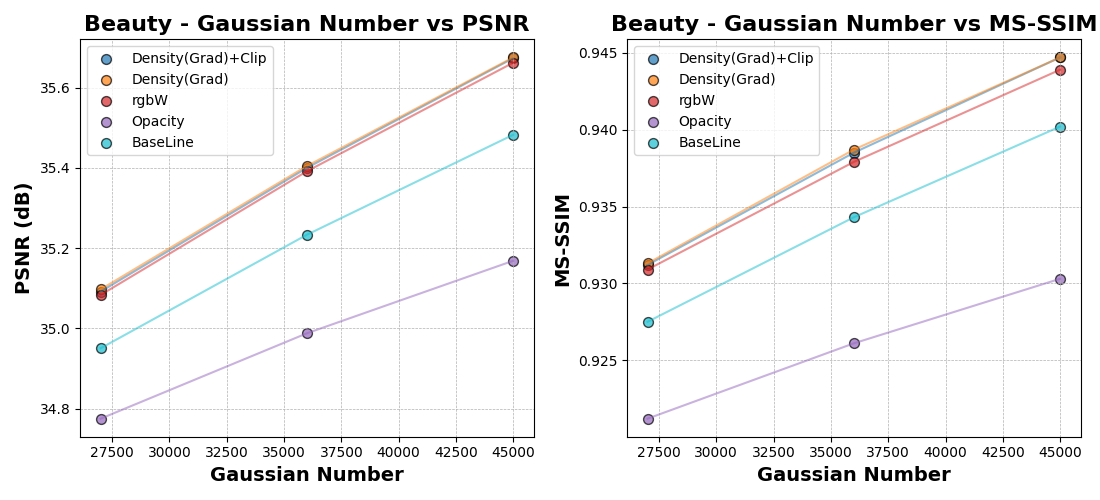 Beauty - Gaussian Number vs PSNR
Density(Grad)+Clip
Density(Grad)
rgbW
Opacity
BaseLine
35.6
35.4
35.2
35.0
34.8
PSNR (dB)
27500 30000 32500 35000 37500 40000 42500 45000
Gaussian Number
Beauty - Gaussian Number vs MS-SSIM
Density(Grad)+Clip
Density(Grad)
rgbW
Opacity
BaseLine
0.945
0.940
0.935
0.930
0.925
MS-SSIM
27500 30000 32500 35000 37500 40000 42500 45000
Gaussian Number